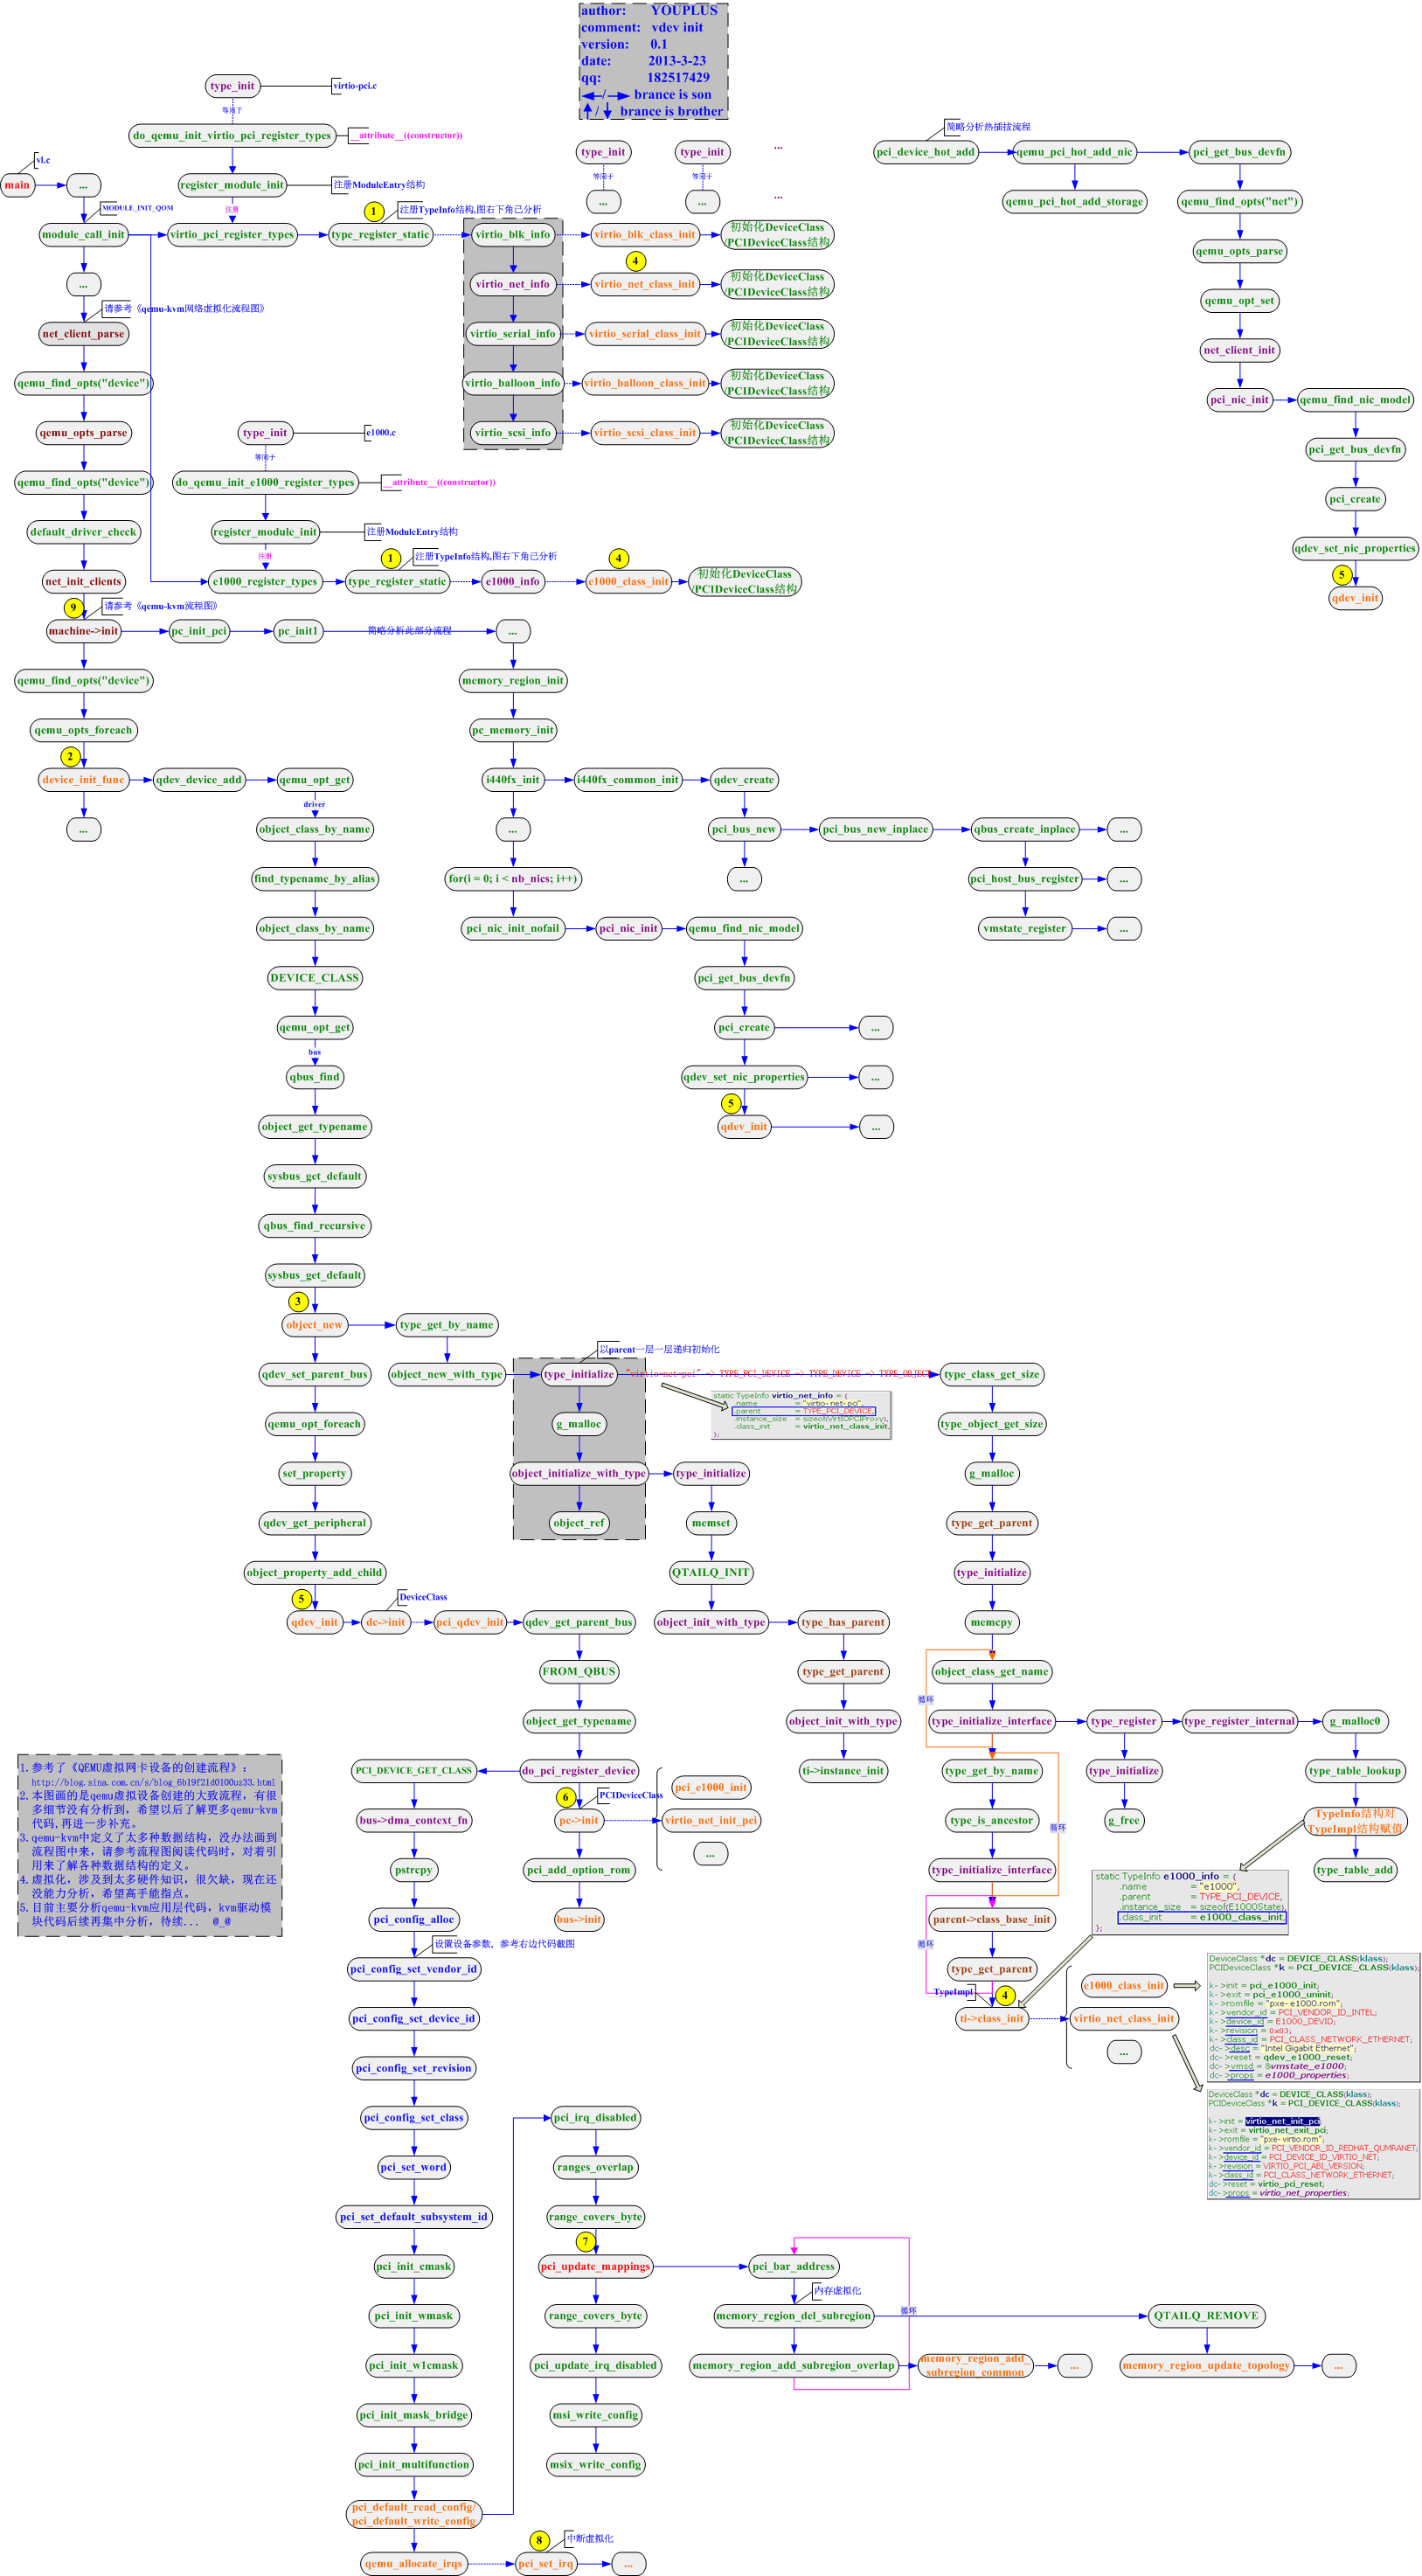 author: YOUPLUS
comment: vdev init
version: 0.1
date: 2013-3-23
qq: 182517429
/ brance is son
/ brance is brother
type_init
virtio-pci.c
等同于
do_qemu_init_virtio_pci_register_types
__attribute__((constructor))
vl.c
main
...
register_module_init
注册ModuleEntry结构
MODULE_INIT_QOM
注册
1
注册TypeInfo结构,图右下角已分析
module_call_init
virtio_pci_register_types
type_register_static
type_init
type_init
...
等同于
等同于
...
...
...
virtio_blk_info
virtio_blk_class_init
初始化DeviceClass
/PCIDeviceClass结构
4
virtio_net_info
virtio_net_class_init
初始化DeviceClass
/PCIDeviceClass结构
virtio_serial_info
virtio_serial_class_init
初始化DeviceClass
/PCIDeviceClass结构
virtio_balloon_info
virtio_balloon_class_init
初始化DeviceClass
/PCIDeviceClass结构
virtio_scsi_info
virtio_scsi_class_init
初始化DeviceClass
/PCIDeviceClass结构
简略分析热插拔流程
pci_device_hot_add
qemu_pci_hot_add_nic
pci_get_bus_devfn
qemu_pci_hot_add_storage
qemu_find_opts("net")
qemu_opts_parse
qemu_opt_set
net_client_init
pci_nic_init
qemu_find_nic_model
pci_get_bus_devfn
pci_create
qdev_set_nic_properties
5
qdev_init
...
请参考《qemu-kvm网络虚拟化流程图》
net_client_parse
qemu_find_opts("device")
qemu_opts_parse
qemu_find_opts("device")
default_driver_check
net_init_clients
type_init
e1000.c
等同于
do_qemu_init_e1000_register_types
__attribute__((constructor))
register_module_init
注册ModuleEntry结构
注册
1
注册TypeInfo结构,图右下角已分析
4
e1000_register_types
type_register_static
e1000_info
e1000_class_init
初始化DeviceClass
/PCIDeviceClass结构
9
请参考《qemu-kvm流程图》
machine->init
pc_init_pci
pc_init1
简略分析此部分流程
...
qemu_find_opts("device")
qemu_opts_foreach
2
device_init_func
qdev_device_add
qemu_opt_get
...
memory_region_init
pc_memory_init
i440fx_init
i440fx_common_init
qdev_create
...
pci_bus_new
pci_bus_new_inplace
qbus_create_inplace
...
for(i = 0; i < nb_nics; i++)
...
pci_host_bus_register
...
pci_nic_init_nofail
pci_nic_init
qemu_find_nic_model
vmstate_register
...
pci_get_bus_devfn
pci_create
...
qdev_set_nic_properties
...
5
qdev_init
...
driver
object_class_by_name
find_typename_by_alias
object_class_by_name
DEVICE_CLASS
qemu_opt_get
bus
qbus_find
object_get_typename
sysbus_get_default
qbus_find_recursive
sysbus_get_default
3
object_new
type_get_by_name
qdev_set_parent_bus
object_new_with_type
以parent一层一层递归初始化
type_initialize
"virtio-net-pci" -> TYPE_PCI_DEVICE -> TYPE_DEVICE -> TYPE_OBJECT
type_class_get_size
static TypeInfo virtio_net_info = {
.name = "virtio-net-pci",
.parent = TYPE_PCI_DEVICE,
.instance_size = sizeof(VirtIOPCIProxy),
.class_init = virtio_net_class_init,
};
qemu_opt_foreach
g_malloc
type_object_get_size
set_property
object_initialize_with_type
type_initialize
g_malloc
qdev_get_peripheral
object_ref
memset
type_get_parent
object_property_add_child
QTAILQ_INIT
type_initialize
5
DeviceClass
qdev_init
dc->init
pci_qdev_init
qdev_get_parent_bus
object_init_with_type
type_has_parent
memcpy
FROM_QBUS
type_get_parent
object_class_get_name
循环
object_get_typename
object_init_with_type
type_initialize_interface
type_register
type_register_internal
g_malloc0
PCI_DEVICE_GET_CLASS
do_pci_register_device
ti->instance_init
type_get_by_name
type_initialize
type_table_lookup
6
PCIDeviceClass
pci_e1000_init
bus->dma_context_fn
pc->init
virtio_net_init_pci
type_is_ancestor
循环
g_free
TypeInfo结构对
TypeImpl结构赋值
...
pstrcpy
pci_add_option_rom
type_initialize_interface
type_table_add
pci_config_alloc
bus->init
parent->class_base_init
循环
type_get_parent
static TypeInfo e1000_info = {
.name = "e1000",
.parent = TYPE_PCI_DEVICE,
.instance_size = sizeof(E1000State),
.class_init = e1000_class_init,
};
TypeImpl
4
ti->class_init
e1000_class_init
virtio_net_class_init
...
DeviceClass *dc = DEVICE_CLASS(klass);
PCIDeviceClass *k = PCI_DEVICE_CLASS(klass);
k->init = pci_e1000_init;
k->exit = pci_e1000_uninit;
k->romfile = "pxe-e1000.rom";
k->vendor_id = PCI_VENDOR_ID_INTEL;
k->device_id = E1000_DEVID;
k->revision = 0x03;
k->class_id = PCI_CLASS_NETWORK_ETHERNET;
dc->desc = "Intel Gigabit Ethernet";
dc->reset = qdev_e1000_reset;
dc->vmsd = &vmstate_e1000;
dc->props = e1000_properties;
DeviceClass *dc = DEVICE_CLASS(klass);
PCIDeviceClass *k = PCI_DEVICE_CLASS(klass);
k->init = virtio_net_init_pci
k->exit = virtio_net_exit_pci;
k->romfile = "pxe-virtio.rom";
k->vendor_id = PCI_VENDOR_ID_REDHAT_QUMRANET;
k->device_id = PCI_DEVICE_ID_VIRTIO_NET;
k->revision = VIRTIO_PCI_ABI_VERSION;
k->class_id = PCI_CLASS_NETWORK_ETHERNET;
dc->reset = virtio_pci_reset;
dc->props = virtio_net_properties;
1. 参考了《QEMU虚拟网卡设备的创建流程》:
http://blog.sina.com.cn/s/blog_6b19f21d0100uz33.html
2. 本图画的是qemu虚拟设备创建的大致流程, 有很
多细节没有分析到, 希望以后了解更多qemu-kvm
代码, 再进一步补充。
3. qemu-kvm中定义了太多种数据结构, 没办法画到
流程图中来, 请参考流程图阅读代码时, 对着引
用来了解各种数据结构的定义。
4. 虚拟化, 涉及到太多硬件知识, 很欠缺, 现在还
没能力分析, 希望高手能指点。
5. 目前主要分析qemu-kvm应用层代码, kvm驱动模
块代码后续再集中分析, 待续... @_@
设置设备参数, 参考右边代码截图
pci_config_set_vendor_id
pci_config_set_device_id
pci_config_set_revision
pci_config_set_class
pci_set_word
pci_set_default_subsystem_id
pci_init_cmask
pci_init_wmask
pci_init_w1cmask
pci_init_mask_bridge
pci_init_multifunction
pci_default_read_config/
pci_default_write_config
8
中断虚拟化
qemu_allocate_irqs
pci_set_irq
...
pci_irq_disabled
ranges_overlap
range_covers_byte
7
pci_update_mappings
pci_bar_address
内存虚拟化
range_covers_byte
memory_region_del_subregion
循环
QTAILQ_REMOVE
pci_update_irq_disabled
memory_region_add_subregion_overlap
memory_region_add_
subregion_common
...
memory_region_update_topology
...
msi_write_config
msix_write_config